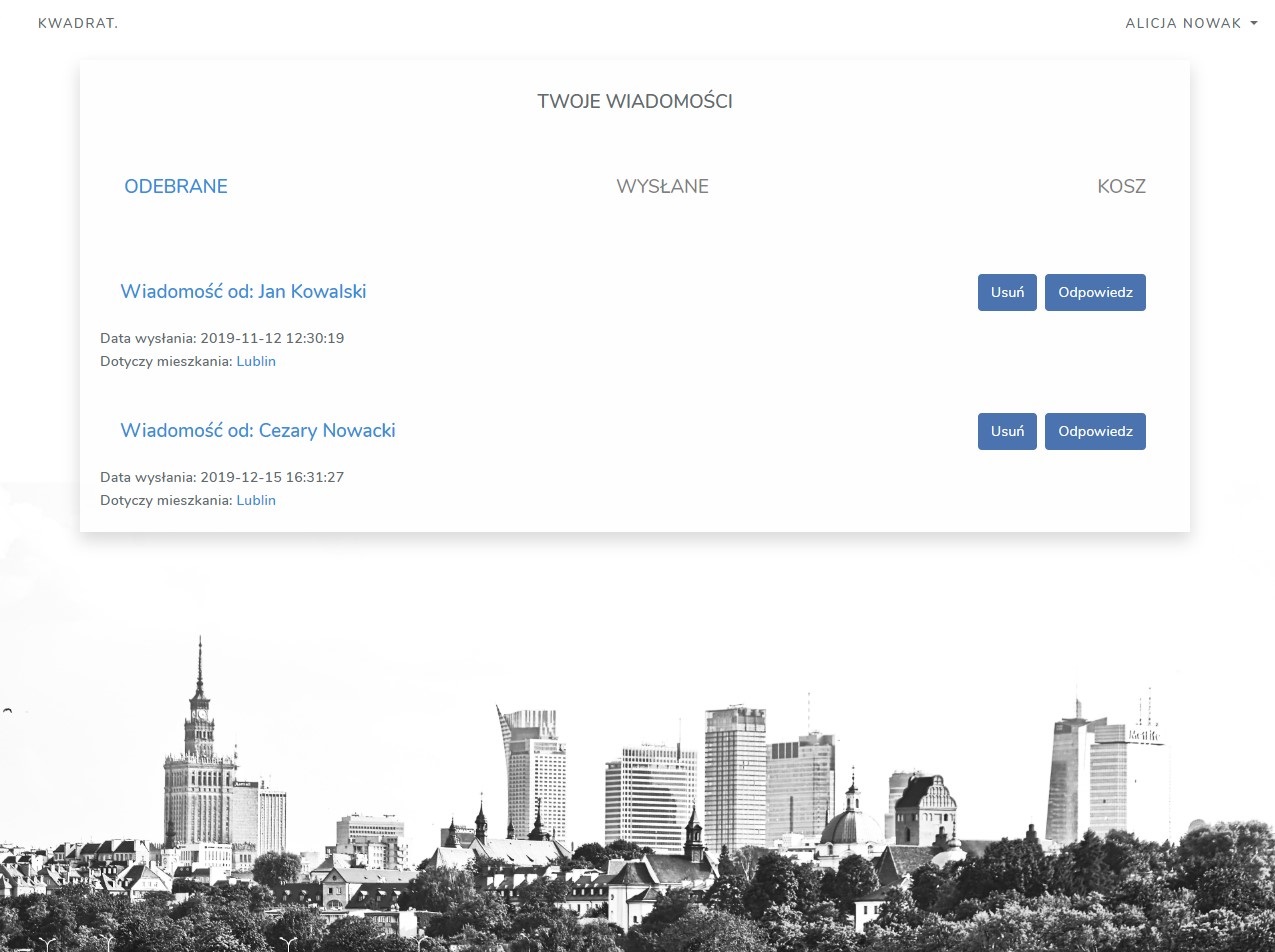 KWADRAT.
ALICJA NOWAK
TWOJE WIADOMOŚCI
ODEBRANE
WYSŁANE
KOSZ
Wiadomość od: Jan Kowalski
Usuń
Odpowiedz
Data wysłania: 2019-11-12 12:30:19
Dotyczy mieszkania: Lublin
Wiadomość od: Cezary Nowacki
Usuń
Odpowiedz
Data wysłania: 2019-12-15 16:31:27
Dotyczy mieszkania: Lublin
MetLife